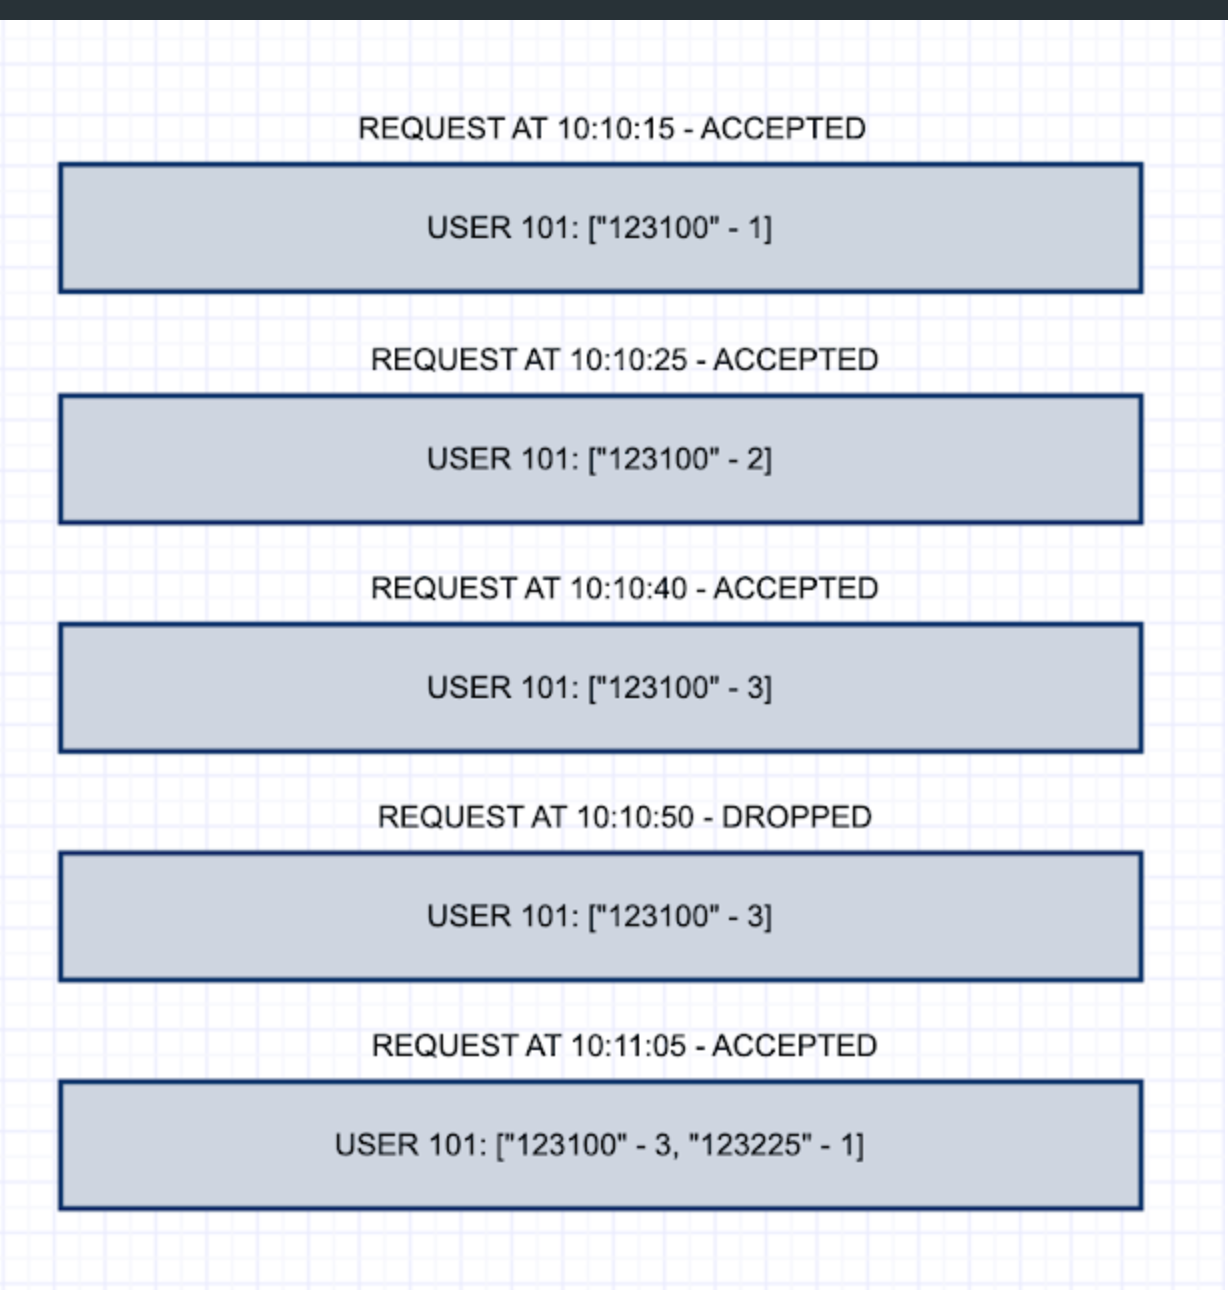 REQUEST AT 10:10:15 - ACCEPTED
USER 101: ["123100" - 1]
REQUEST AT 10:10:25 - ACCEPTED
USER 101: ["123100" - 2]
REQUEST AT 10:10:40 - ACCEPTED
USER 101: ["123100" - 3]
REQUEST AT 10:10:50 - DROPPED
USER 101: ["123100" - 3]
REQUEST AT 10:11:05 - ACCEPTED
USER 101: ["123100" - 3, "123225" - 1]